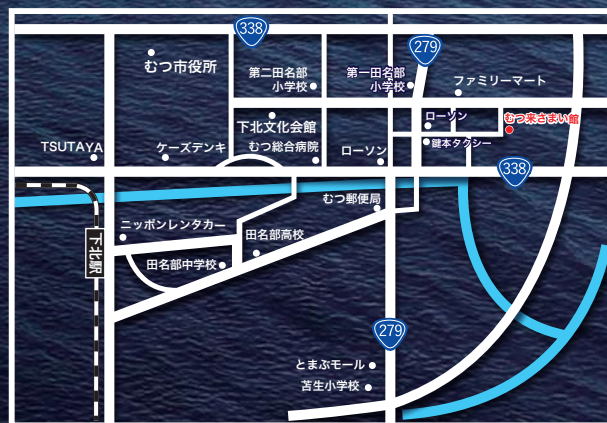 338
279
むつ市役所
第二田名部
小学校
第一田名部
小学校
ファミリーマート
下北文化会館
ローソン
むつ来さまい館
TSUTAYA
ケーズデンキ
むつ総合病院
ローソン
鍵本タクシー
338
むつ郵便局
ニッポンレンタカー
下北駅
田名部高校
田名部中学校
279
とまぶモール
苫生小学校